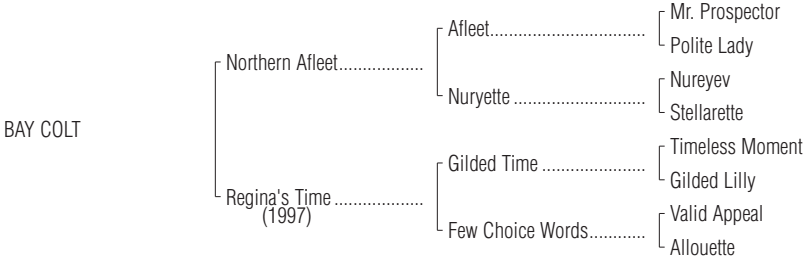 Mr. Prospector
Afleet................................
Polite Lady
Northern Afleet..................
Nureyev
Nuryette ...........................
Stellarette
BAY COLT
Timeless Moment
Gilded Time .....................
Gilded Lilly
Regina's Time ..................
(1997)
Valid Appeal
Few Choice Words............
Allouette